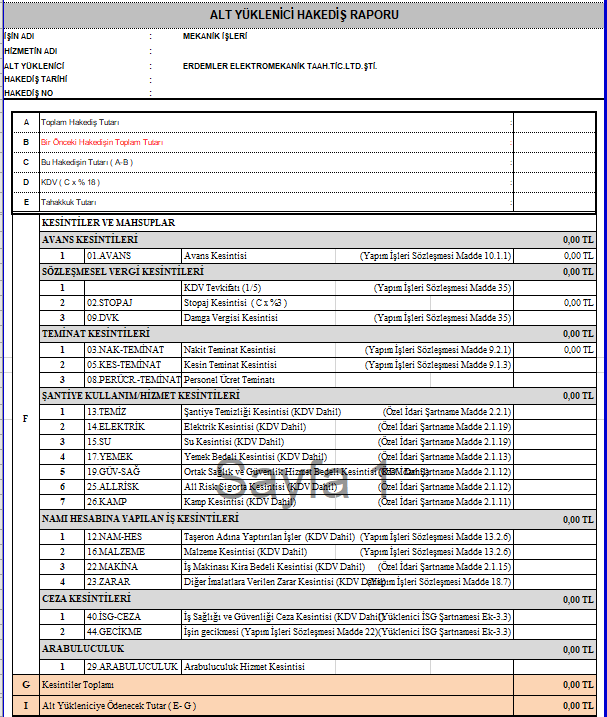 ALT YÜKLENİCİ HAKEDİŞ RAPORU
İŞİN ADI : MEKANİK İŞLERİ
HİZMETİN ADI :
ALT YÜKLENİCİ : ERDEMLER ELEKTROMEKANİK TAAH.TİC.LTD.ŞTİ.
HAKEDİŞ TARİHİ :
HAKEDİŞ NO :
A Toplam Hakediş Tutarı :
B Bir Önceki Hakedişin Toplam Tutarı :
C Bu Hakedişin Tutarı ( A-B ) :
D KDV ( C x % 18 ) :
E Tahakkuk Tutarı :
F
KESİNTİLER VE MAHSUPLAR
AVANS KESİNTİLERİ 0,00 TL
1 01.AVANS Avans Kesintisi (Yapım İşleri Sözleşmesi Madde 10.1.1) 0,00 TL
SÖZLEŞMESEL VERGİ KESİNTİLERİ 0,00 TL
1 KDV Tevkifatı (1/5) (Yapım İşleri Sözleşmesi Madde 35)
2 02.STOPAJ Stopaj Kesintisi ( C x %3 ) 0,00 TL
3 09.DVK Damga Vergisi Kesintisi (Yapım İşleri Sözleşmesi Madde 35)
TEMİNAT KESİNTİLERİ 0,00 TL
1 03.NAK-TEMİNAT Nakit Teminat Kesintisi (Yapım İşleri Sözleşmesi Madde 9.2.1) 0,00 TL
2 05.KES-TEMİNAT Kesin Teminat Kesintisi (Yapım İşleri Sözleşmesi Madde 9.1.3)
3 08.PERÜCR.-TEMİNAT Personel Ücret Teminatı
ŞANTİYE KULLANIM/HİZMET KESİNTİLERİ 0,00 TL
1 13.TEMİZ Şantiye Temizliği Kesintisi (KDV Dahil) (Özel İdari Şartname Madde 2.2.1)
2 14.ELEKTRİK Elektrik Kesintisi (KDV Dahil) (Özel İdari Şartname Madde 2.1.19)
3 15.SU Su Kesintisi (KDV Dahil) (Özel İdari Şartname Madde 2.1.19)
4 17.YEMEK Yemek Bedeli Kesintisi (KDV Dahil) (Özel İdari Şartname Madde 2.1.13)
5 19.GÜV-SAĞ Ortak Sağlık ve Güvenlik Hizmet Bedeli Kesintisi (KDV Dahil) (Özel İdari Şartname Madde 2.1.12)
6 25.ALLRİSK All Risk Sigorta Kesintisi (KDV Dahil) (Özel İdari Şartname Madde 2.1.12)
7 26.KAMP Kamp Kesintisi (KDV Dahil) (Özel İdari Şartname Madde 2.1.11)
Sayfa 1
NAMI HESABINA YAPILAN İŞ KESİNTİLERİ 0,00 TL
1 12.NAM-HES Taşeron Adına Yaptırılan İşler (KDV Dahil) (Yapım İşleri Sözleşmesi Madde 13.2.6)
2 16.MALZEME Malzeme Kesintisi (KDV Dahil) (Yapım İşleri Sözleşmesi Madde 13.2.6)
3 22.MAKİNA İş Makinası Kira Bedeli Kesintisi (KDV Dahil) (Özel İdari Şartname Madde 2.1.15)
4 23.ZARAR Diğer İmalatlara Verilen Zarar Kesintisi (KDV Dahil) (Yapım İşleri Sözleşmesi Madde 18.7)
CEZA KESİNTİLERİ 0,00 TL
1 40.İSG-CEZA İş Sağlığı ve Güvenliği Ceza Kesintisi (KDV Dahil) (Yüklenici İSG Şartnamesi Ek-3.3)
2 44.GECİKME İşin gecikmesi (Yapım İşleri Sözleşmesi Madde 22) (Yüklenici İSG Şartnamesi Ek-3.3)
ARABULUCULUK 0,00 TL
1 29.ARABULUCULUK Arabuluculuk Hizmet Kesintisi
G Kesintiler Toplamı 0,00 TL
I Alt Yükleniciye Ödenecek Tutar ( E- G ) 0,00 TL